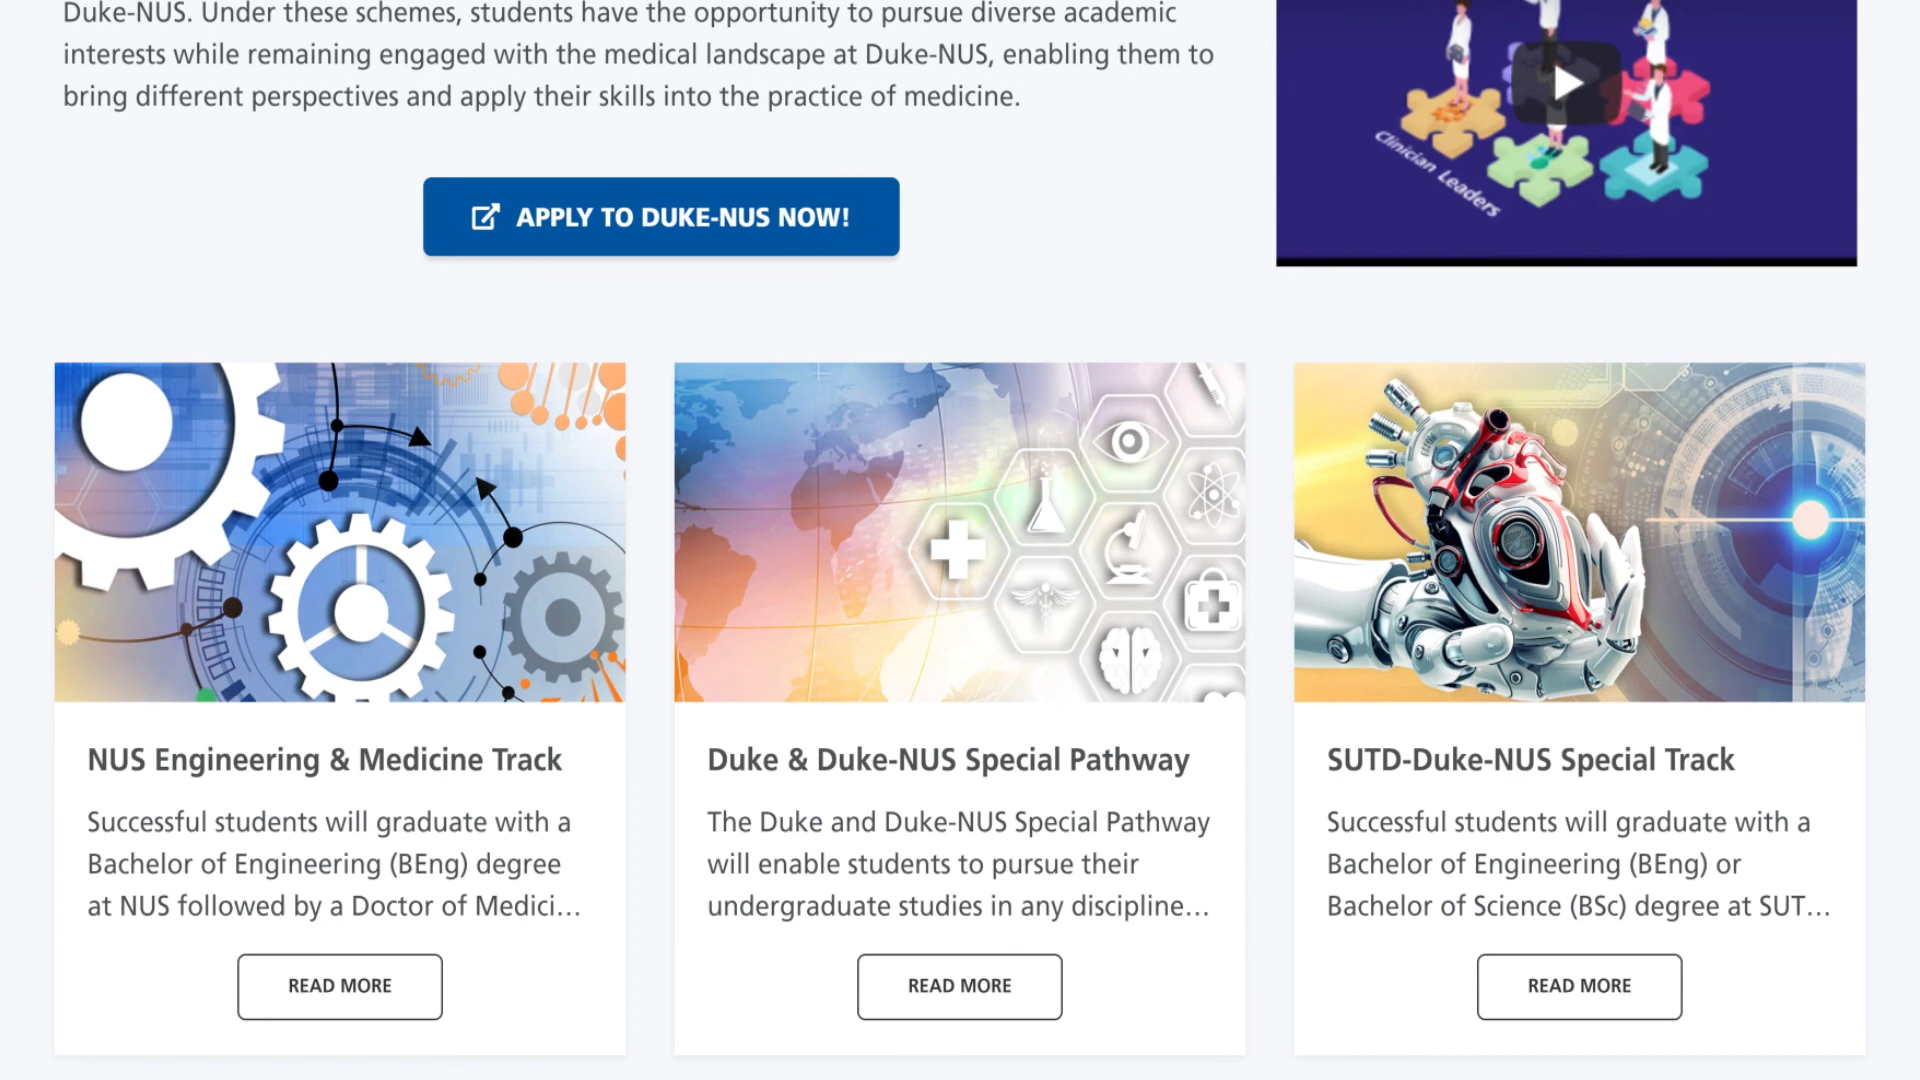 Duke-NUS. Under these schemes, students have the opportunity to pursue diverse academic
interests while remaining engaged with the medical landscape at Duke-NUS, enabling them to
bring different perspectives and apply their skills into the practice of medicine.
Clinician Leaders
APPLY TO DUKE-NUS NOW!
NUS Engineering & Medicine Track
Successful students will graduate with a
Bachelor of Engineering (BEng) degree
at NUS followed by a Doctor of Medici...
READ MORE
Duke & Duke-NUS Special Pathway
The Duke and Duke-NUS Special Pathway
will enable students to pursue their
undergraduate studies in any discipline...
READ MORE
SUTD-Duke-NUS Special Track
Successful students will graduate with a
Bachelor of Engineering (BEng) or
Bachelor of Science (BSc) degree at SUT...
READ MORE